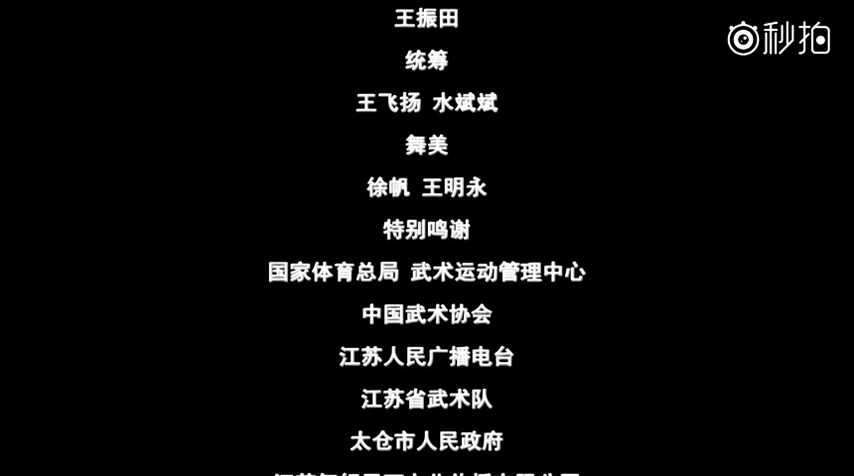 王振田
秒拍
统筹
王飞扬 水斌斌
舞美
徐帆 王明永
特别鸣谢
国家体育总局 武术运动管理中心
中国武术协会
江苏人民广播电台
江苏省武术队
太仓市人民政府